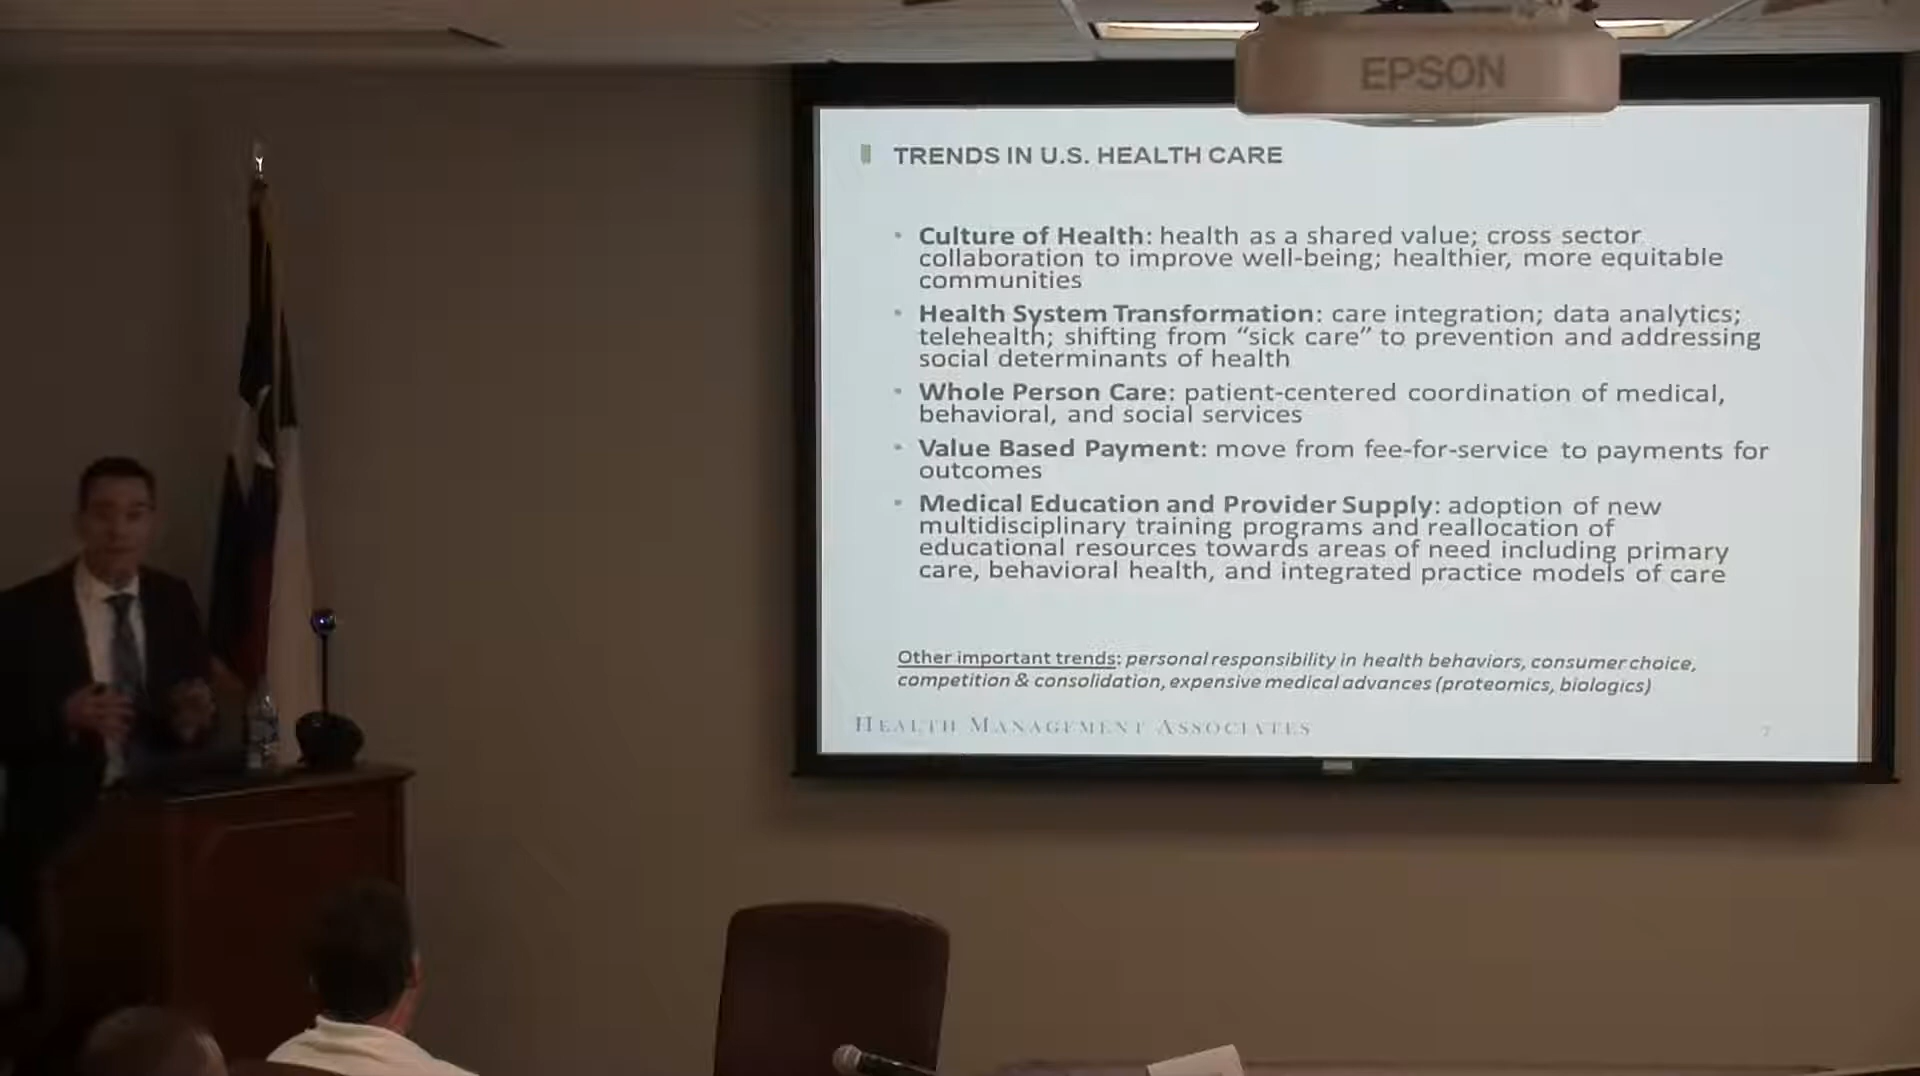 EPSON
TRENDS IN U.S. HEALTH CARE
• Culture of Health: health as a shared value; cross sector
collaboration to improve well-being; healthier, more equitable
communities
• Health System Transformation: care integration; data analytics;
telehealth; shifting from “sick care” to prevention and addressing
social determinants of health
• Whole Person Care: patient-centered coordination of medical,
behavioral, and social services
• Value Based Payment: move from fee-for-service to payments for
outcomes
• Medical Education and Provider Supply: adoption of new
multidisciplinary training programs and reallocation of
educational resources towards areas of need including primary
care, behavioral health, and integrated practice models of care
Other important trends: personal responsibility in health behaviors, consumer choice,
competition & consolidation, expensive medical advances (proteomics, biologics)
HEALTH MANAGEMENT ASSOCIATES
7